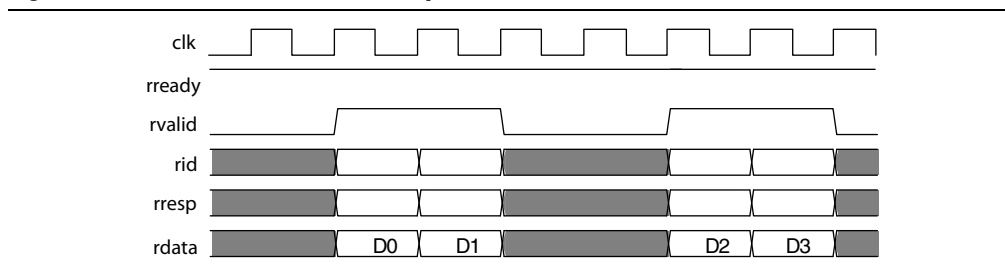 clk
rready
rvalid
rid
rresp
rdata D0 D1 D2 D3